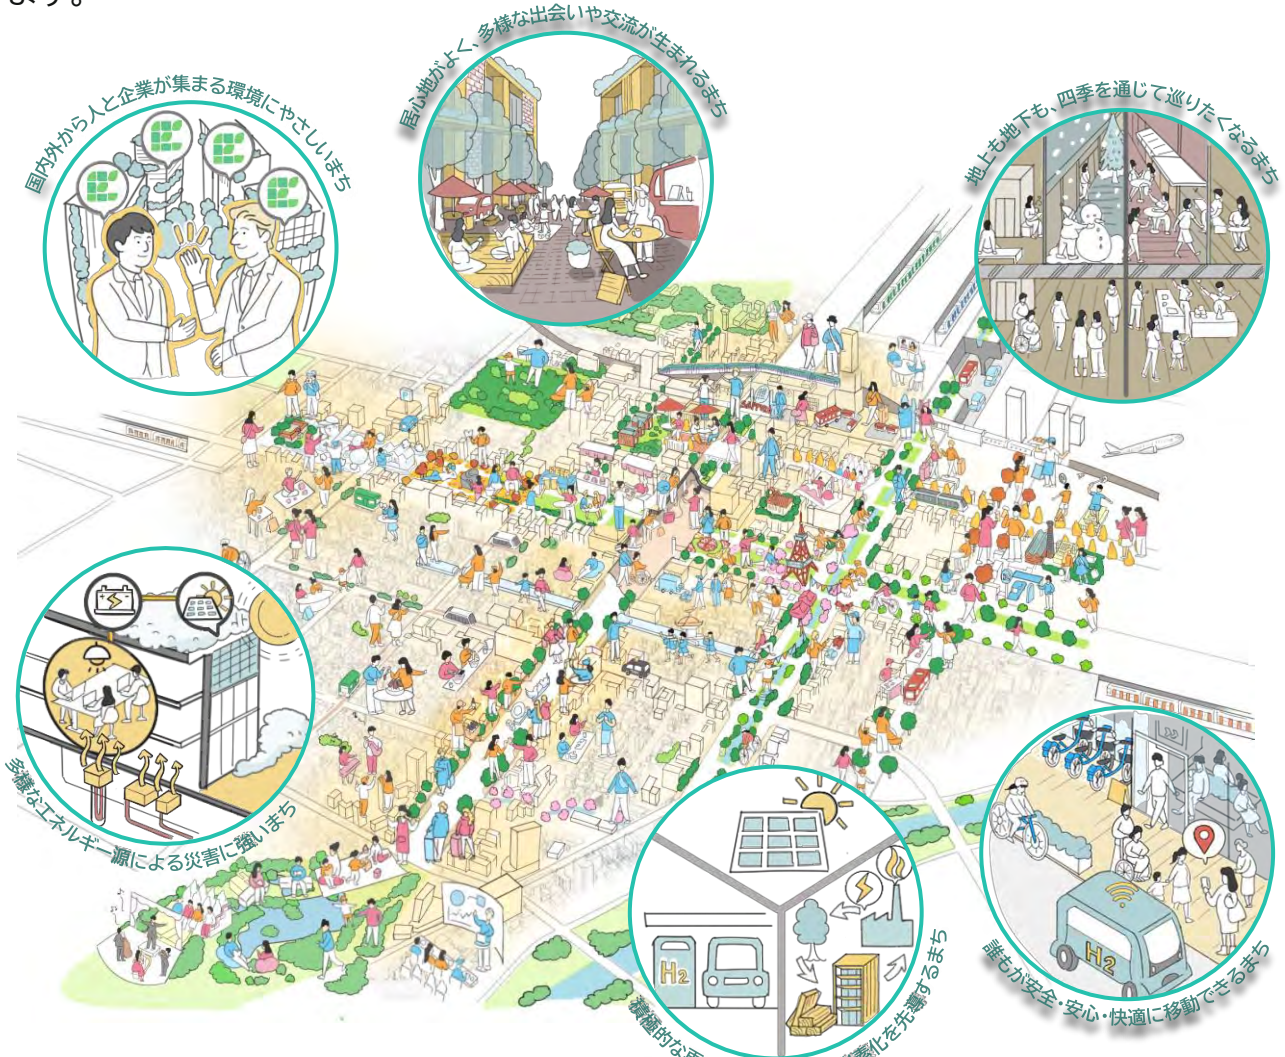 ます。
国内外から人と企業が集まる環境にやさしいまち
居心地がよく、多様な出会いや交流が生まれるまち
地上も地下も、四季を通じて巡りたくなるまち
多様なエネルギー源による災害に強いまち
H2
積極的な
化を先導するまち
H2
誰もが安全・安心・快適に移動できるまち